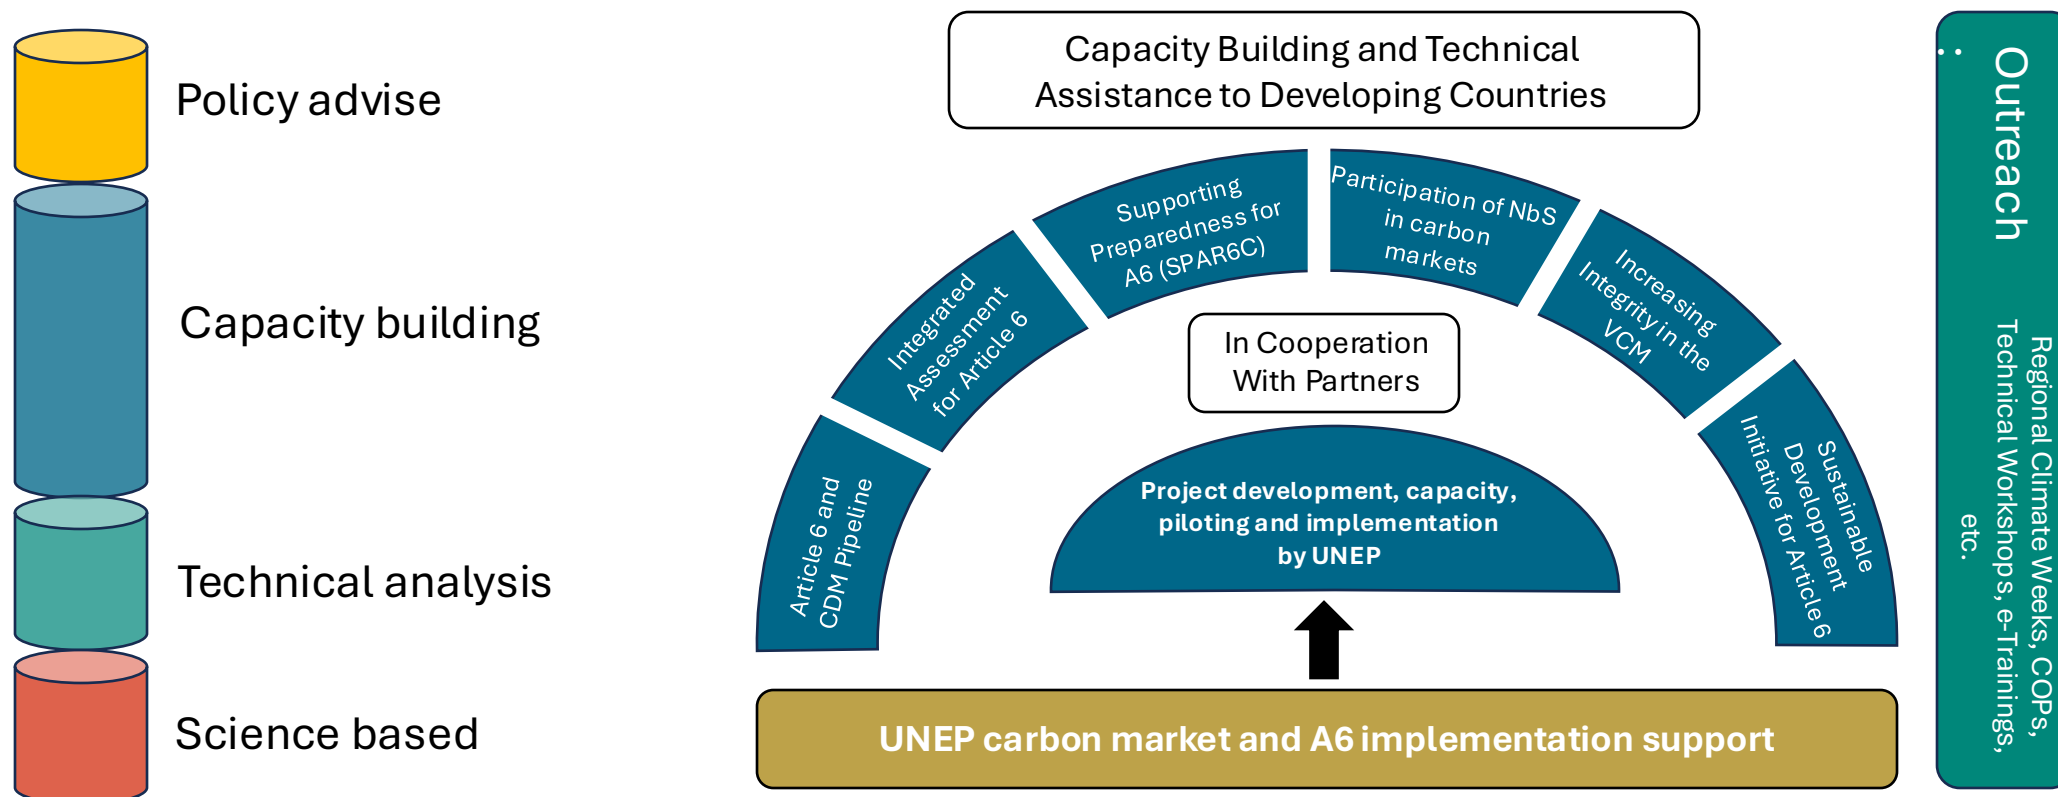 Policy advise
Capacity building
Technical analysis
Science based
Capacity Building and Technical
Assistance to Developing Countries
Article 6 and
CDM Pipeline
Integrated
Assessment
for Article 6
Supporting
Preparedness for
A6 (SPAR6C)
Participation of NbS
in carbon
markets
Increasing
Integrity in the
VCM
Sustainable
Development
Initiative for Article 6
In Cooperation
With Partners
Project development, capacity,
piloting and implementation
by UNEP
UNEP carbon market and A6 implementation support
Outreach
:
Regional Climate Weeks, COPs,
Technical Workshops, e-Trainings,
etc.